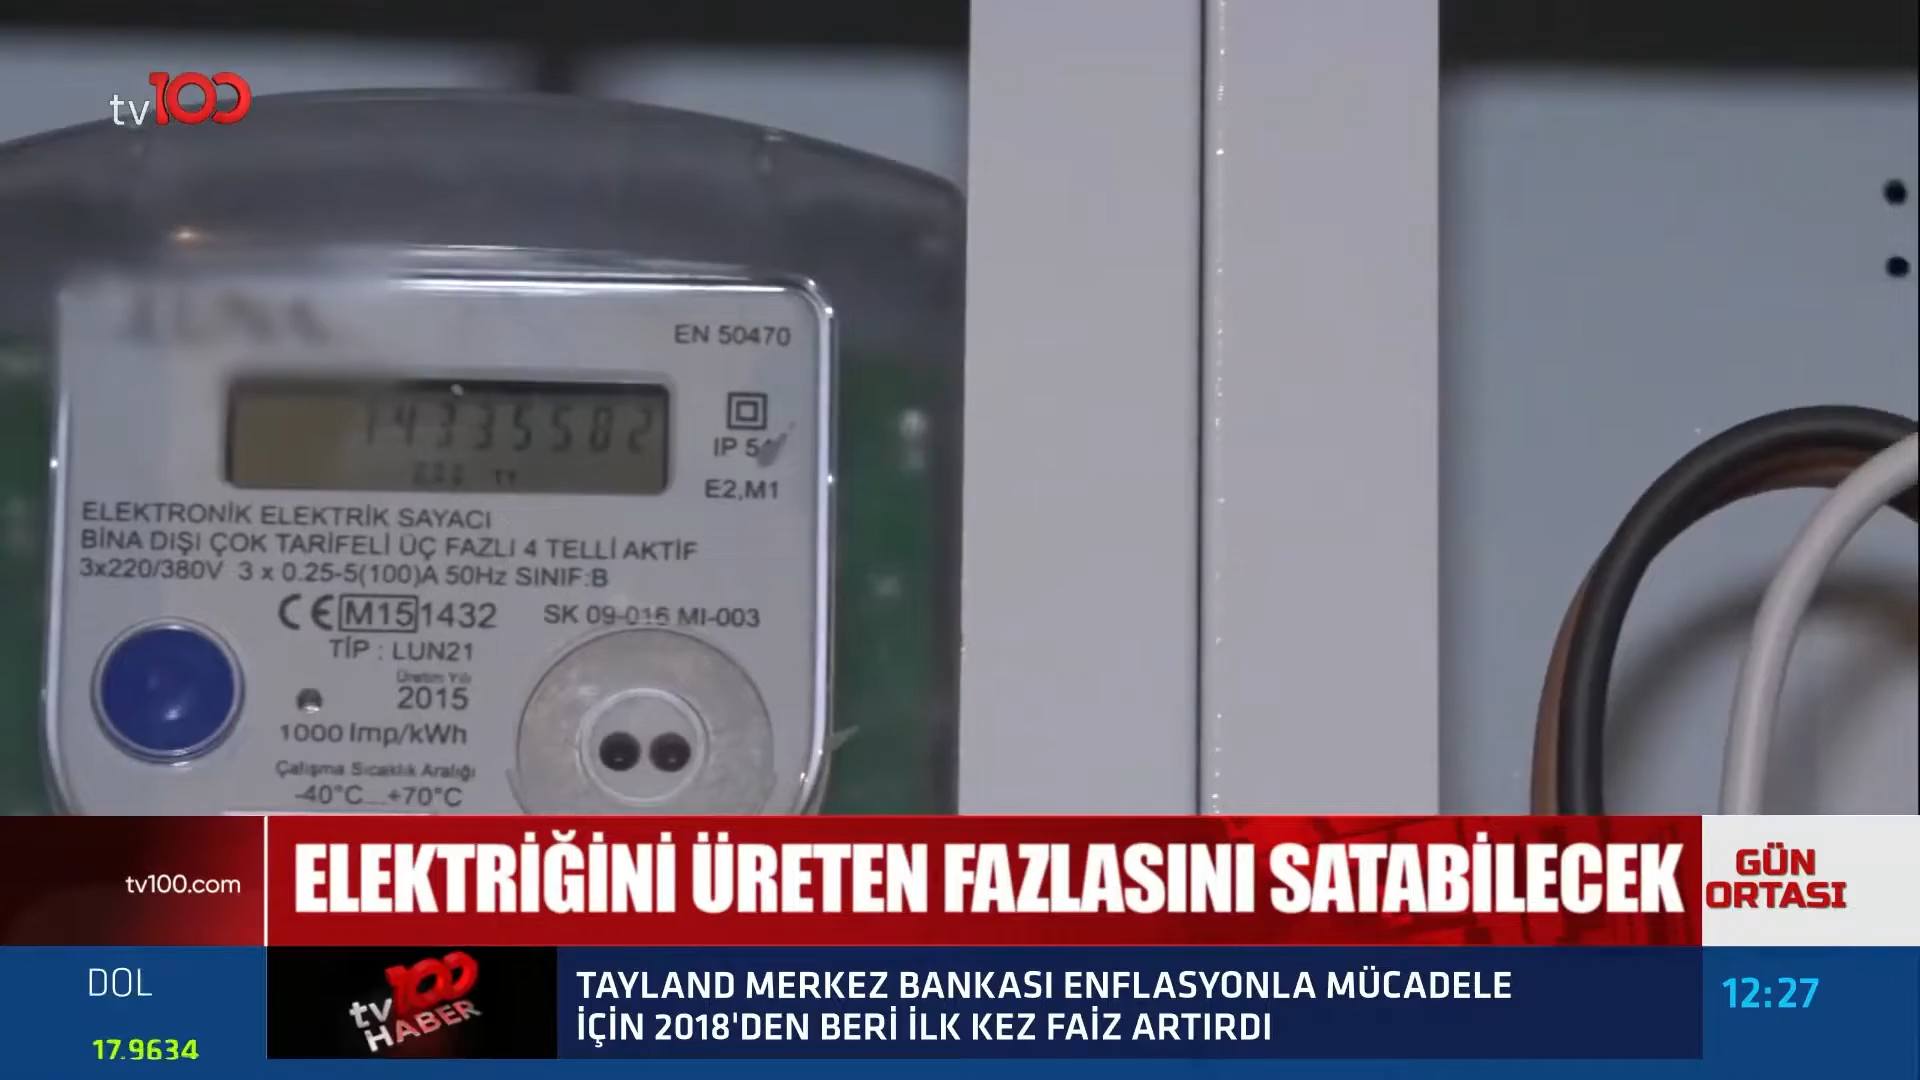 tv100
EN 50470
14335582
E2,M1
ELEKTRONİK ELEKTRİK SAYACI
BİNA DIŞI ÇOK TARİFELİ ÜÇ FAZLI 4 TELLİ AKTİF
3x220/380V 3 x 0.25-5(100)A 50Hz SINIF:B
CE M15 1432
SK 09-016 MI-003
TİP : LUN21
Üretim Yılı
2015
1000 Imp/kWh
Çalışma Sıcaklık Aralığı
-40°C...+70°C
tv100.com
ELEKTRİĞİNİ ÜRETEN FAZLASINI SATABİLECEK
GÜN
ORTASI
DOL
17.9634
tv100
HABER
TAYLAND MERKEZ BANKASI ENFLASYONLA MÜCADELE
İÇİN 2018'DEN BERİ İLK KEZ FAİZ ARTIRDI
12:27